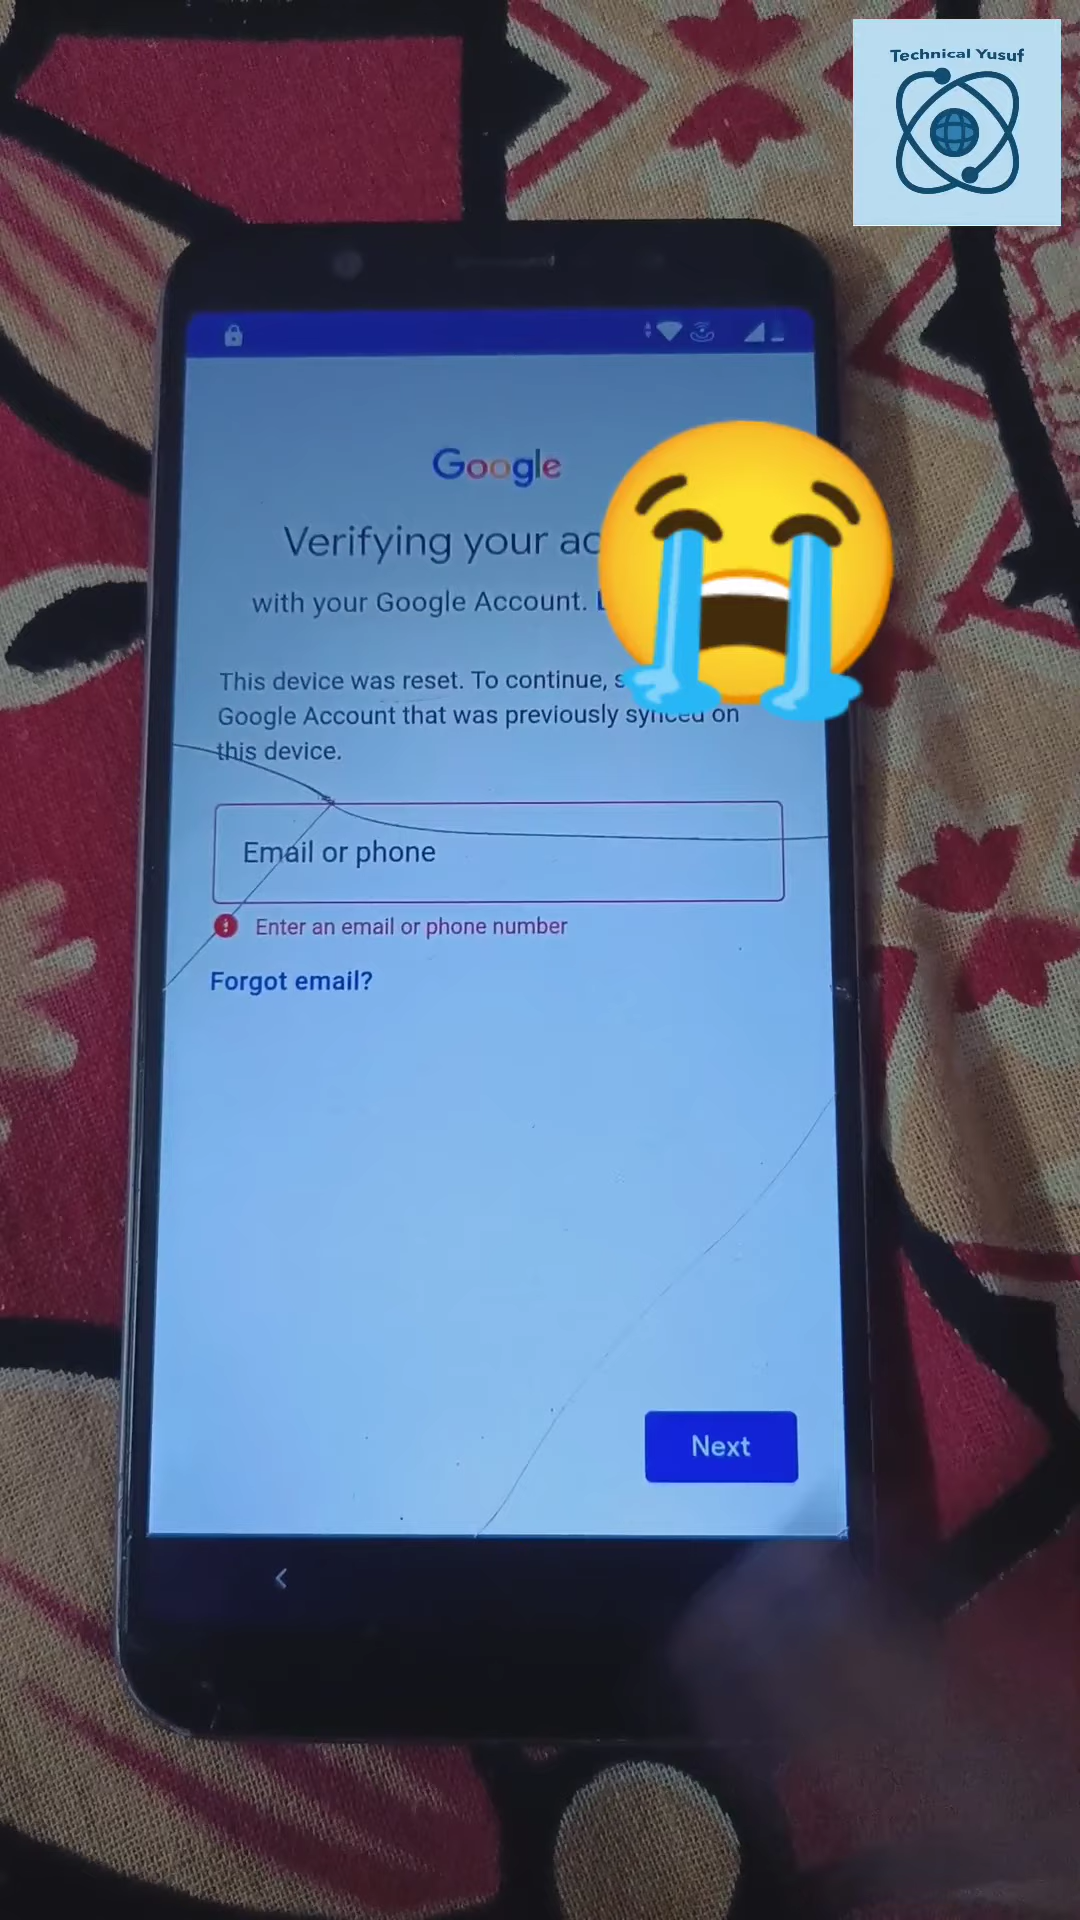 Technical Yusuf
Google
Verifying your ac
with your Google Account.
This device was reset. To continue, s
Google Account that was previously synced on
this device.
Email or phone
Enter an email or phone number
Forgot email?
Next